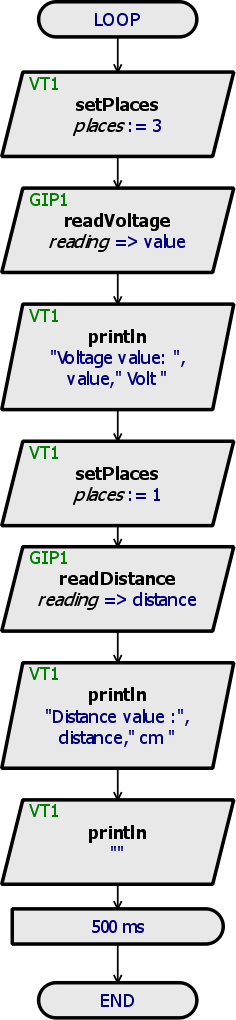 LOOP
VT1
setPlaces
places := 3
GIP1
readVoltage
reading => value
VT1
println
"Voltage value: ",
value," Volt "
VT1
setPlaces
places := 1
GIP1
readDistance
reading => distance
VT1
println
"Distance value :",
distance," cm "
VT1
println
""
500 ms
END